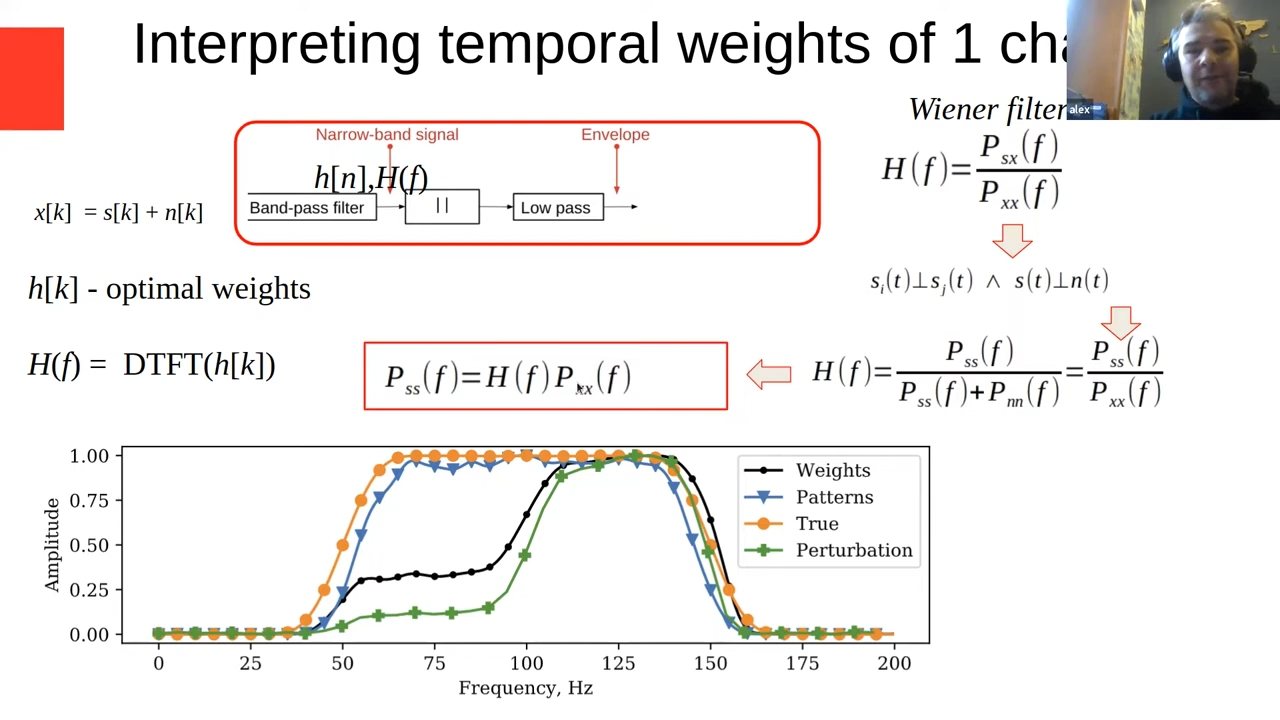 Interpreting temporal weights of 1 cha
alex
Wiener filter
H(f)=P_sx(f)/P_xx(f)
Narrow-band signal
Envelope
h[n],H(f)
Band-pass filter
||
Low pass
x[k] = s[k] + n[k]
s_i(t)⊥s_j(t) ∧ s(t)⊥n(t)
h[k] - optimal weights
H(f) = DTFT(h[k])
P_ss(f)=H(f)P_xx(f)
H(f)=P_ss(f)/(P_ss(f)+P_nn(f))=P_ss(f)/P_xx(f)
Amplitude
1.00
0.75
0.50
0.25
0.00
Weights
Patterns
True
Perturbation
0 25 50 75 100 125 150 175 200
Frequency, Hz